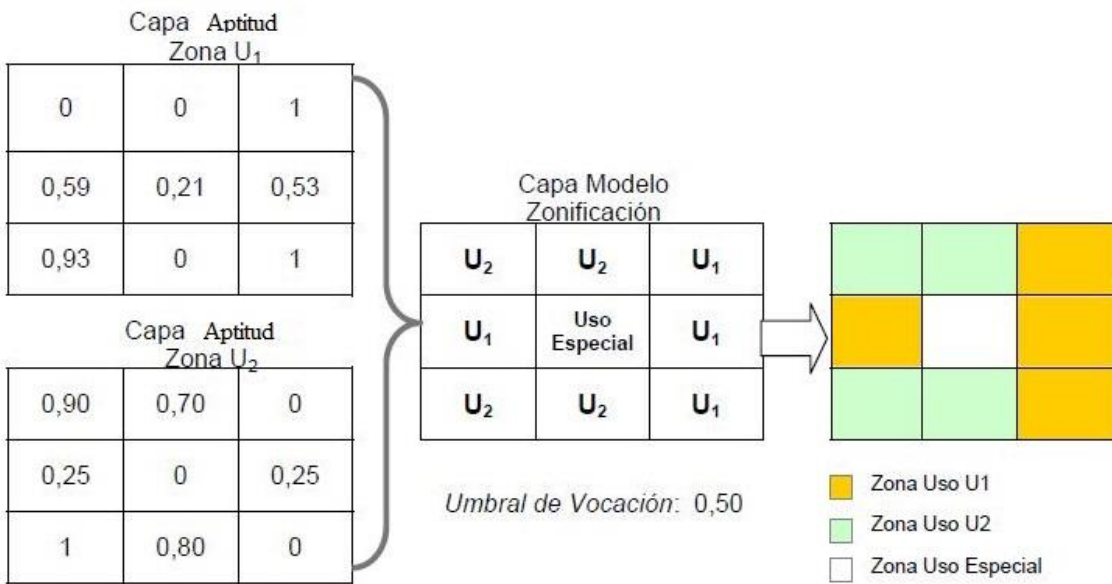 Capa Aptitud
Zona U₁
0 0 1
0,59 0,21 0,53
0,93 0 1
Capa Aptitud
Zona U₂
0,90 0,70 0
0,25 0 0,25
1 0,80 0
Capa Modelo
Zonificación
U₂ U₂ U₁
U₁ Uso Especial U₁
U₂ U₂ U₁
Umbral de Vocación: 0,50
Zona Uso U1
Zona Uso U2
Zona Uso Especial